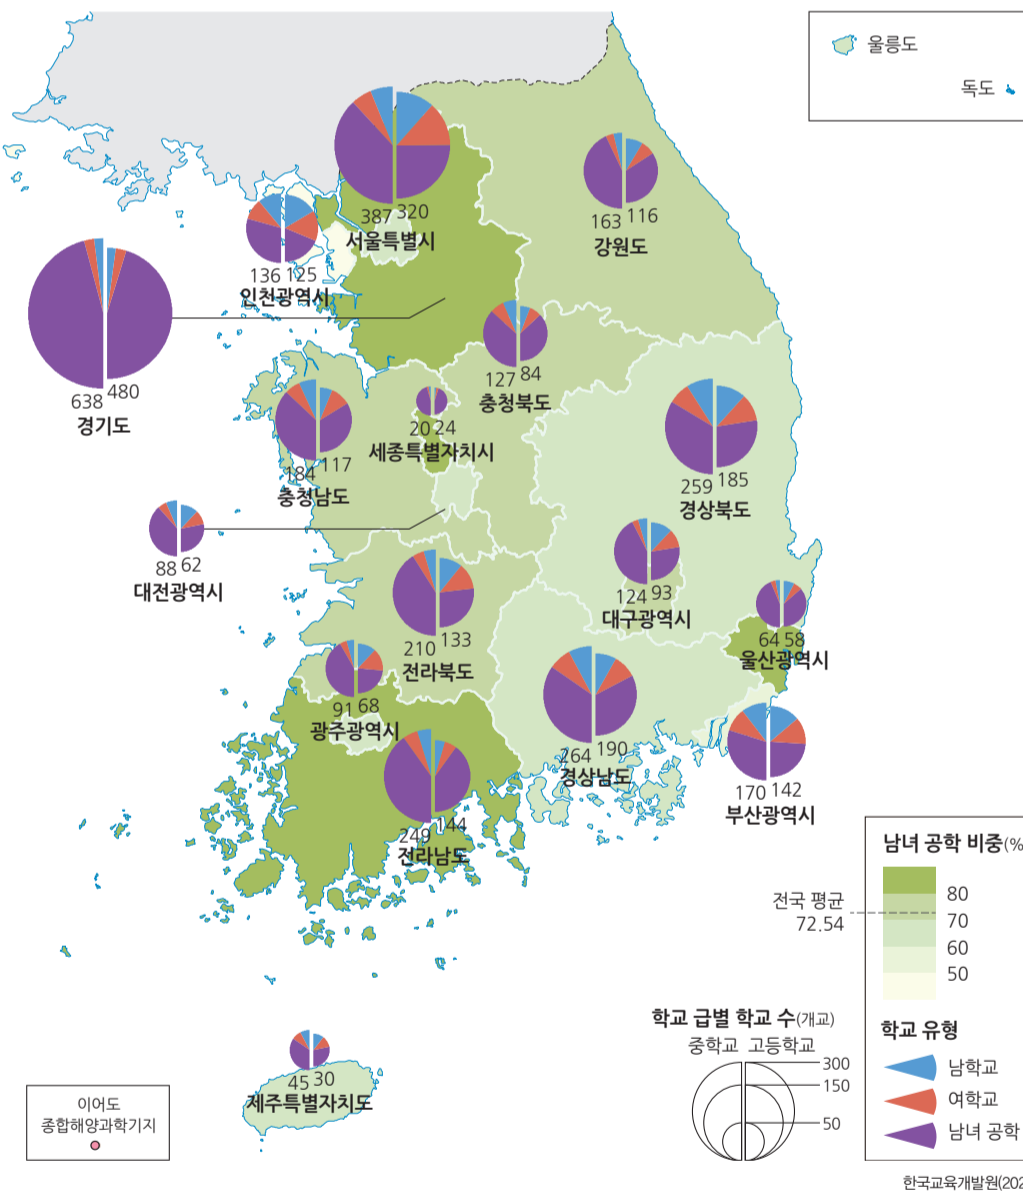 울릉도
독도
387 320
서울특별시
163 116
강원도
136 125
인천광역시
638 480
경기도
127 84
충청북도
20 24
세종특별자치시
184 117
충청남도
259 185
경상북도
88 62
대전광역시
124 93
대구광역시
64 58
울산광역시
210 133
전라북도
91 68
광주광역시
264 190
경상남도
170 142
부산광역시
249 144
전라남도
45 30
제주특별자치도
이어도
종합해양과학기지
남녀 공학 비중(%
80
전국 평균
72.54
70
60
50
학교 급별 학교 수(개교)
중학교 고등학교
300
150
50
학교 유형
남학교
여학교
남녀 공학
한국교육개발원(202